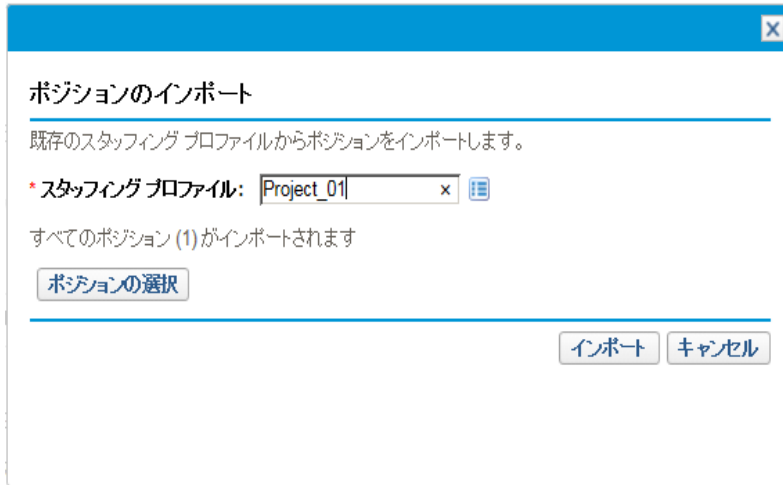 ポジションのインポート
既存のスタッフィング プロファイルからポジションをインポートします。
* スタッフィング プロファイル: Project_01
すべてのポジション (1) がインポートされます
ポジションの選択
インポート キャンセル